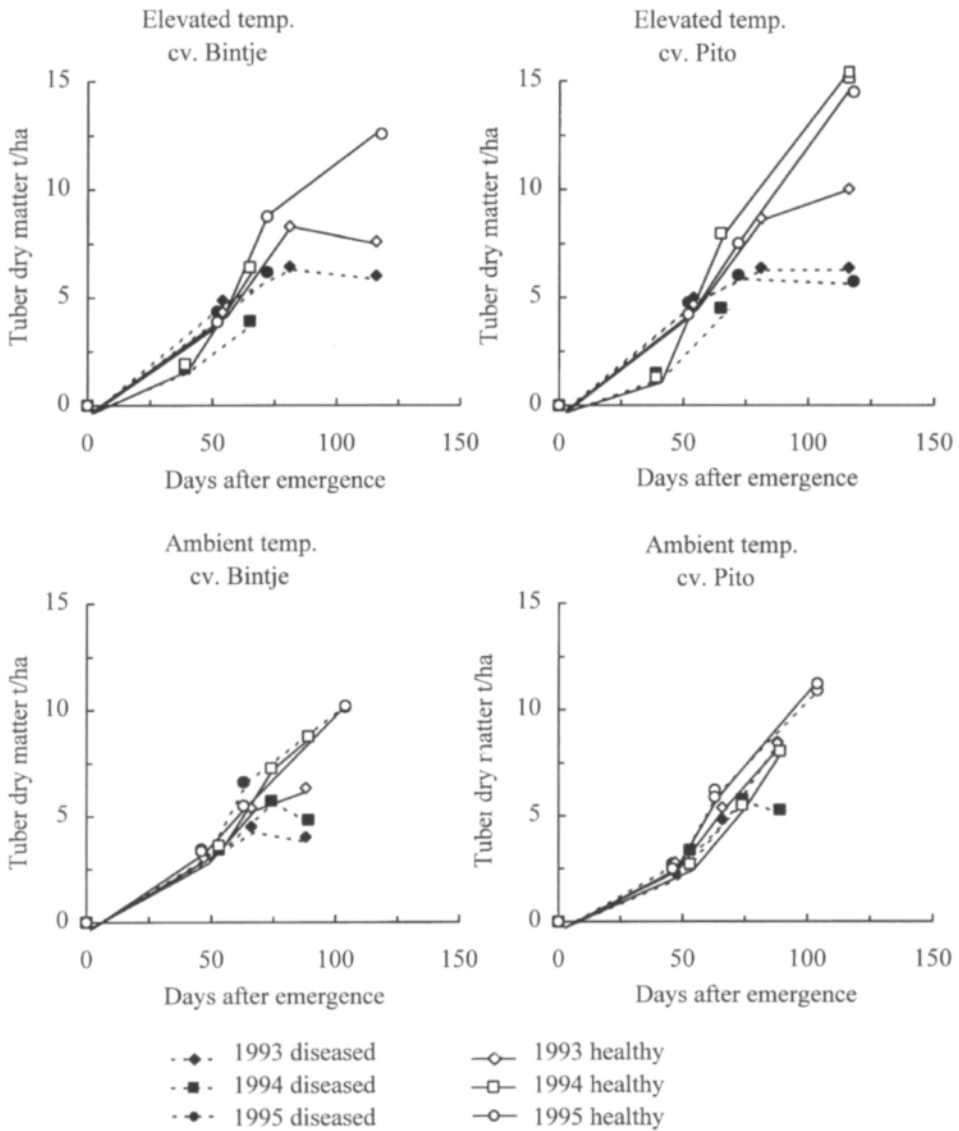 Elevated temp.
cv. Bintje
15
10
5
0
Tuber dry matter t/ha
0 50 100 150
Days after emergence
Elevated temp.
cv. Pito
15
10
5
0
Tuber dry matter t/ha
0 50 100 150
Days after emergence
Ambient temp.
cv. Bintje
15
10
5
0
Tuber dry matter t/ha
0 50 100 150
Days after emergence
Ambient temp.
cv. Pito
15
10
5
0
Tuber dry matter t/ha
0 50 100 150
Days after emergence
1993 diseased
1994 diseased
1995 diseased
1993 healthy
1994 healthy
1995 healthy